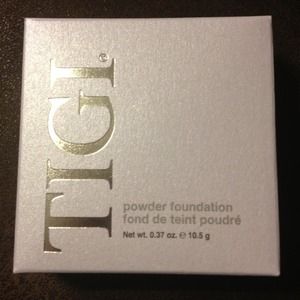 TIGI®
powder foundation
fond de teint poudré
Net wt. 0.37 oz. ℮ 10.5 g